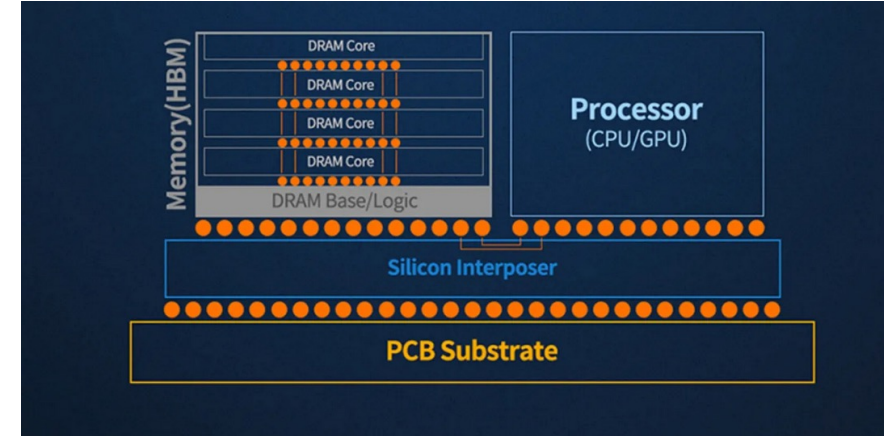 Memory(HBM)
DRAM Core
DRAM Core
DRAM Core
DRAM Core
DRAM Base/Logic
Processor
(CPU/GPU)
Silicon Interposer
PCB Substrate